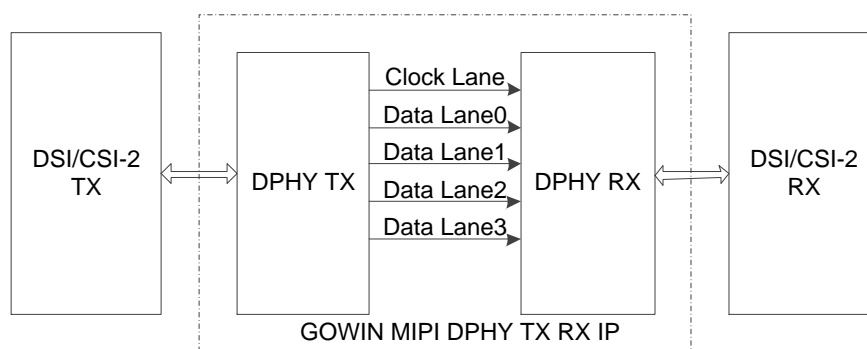 DSI/CSI-2
TX
DPHY TX
Clock Lane
Data Lane0
Data Lane1
Data Lane2
Data Lane3
DPHY RX
DSI/CSI-2
RX
GOWIN MIPI DPHY TX RX IP